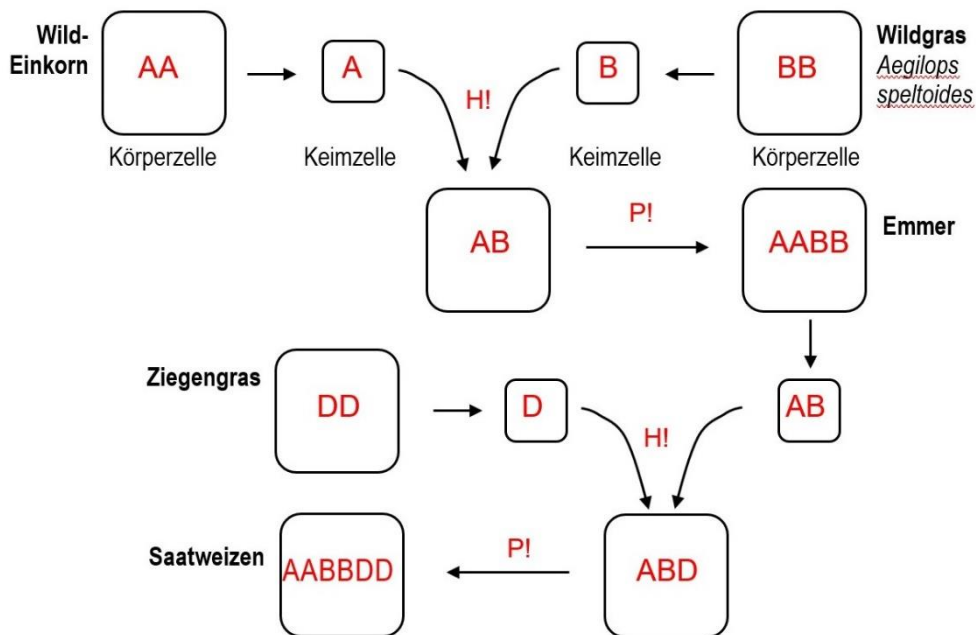 Wild-
Einkorn
AA
A
H!
B
BB
Wildgras
Aegilops
speltoides
Körperzelle
Keimzelle
Keimzelle
Körperzelle
AB
P!
AABB
Emmer
Ziegengras
DD
D
H!
AB
Saatweizen
AABBDD
P!
ABD